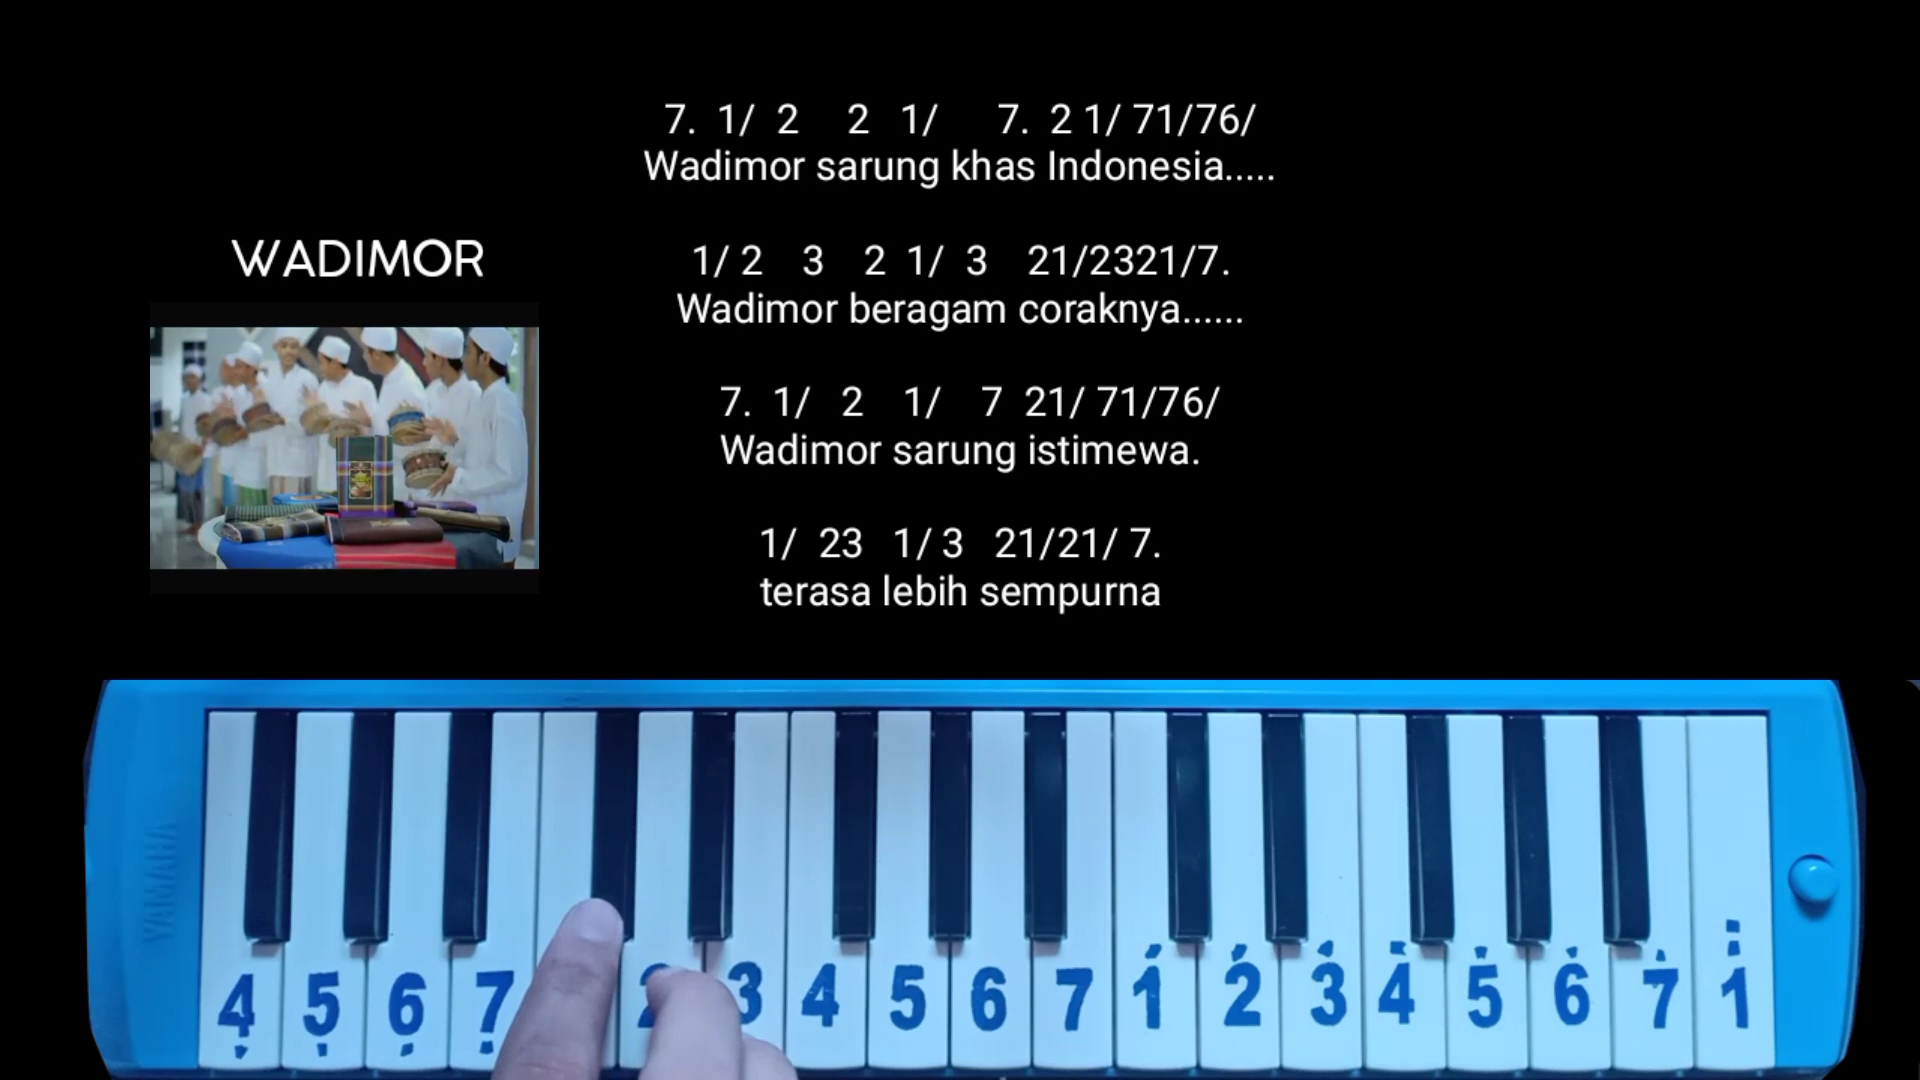 7. 1/ 2 2 1/ 7. 2 1/ 71/76/
Wadimor sarung khas Indonesia.....
1/ 2 3 2 1/ 3 21/2321/7.
Wadimor beragam coraknya......
7. 1/ 2 1/ 7 21/ 71/76/
Wadimor sarung istimewa.
1/ 23 1/ 3 21/21/ 7.
terasa lebih sempurna
WADIMOR
YAMAHA
4 5 6 7 2 3 4 5 6 7 1 2 3 4 5 6 7 1